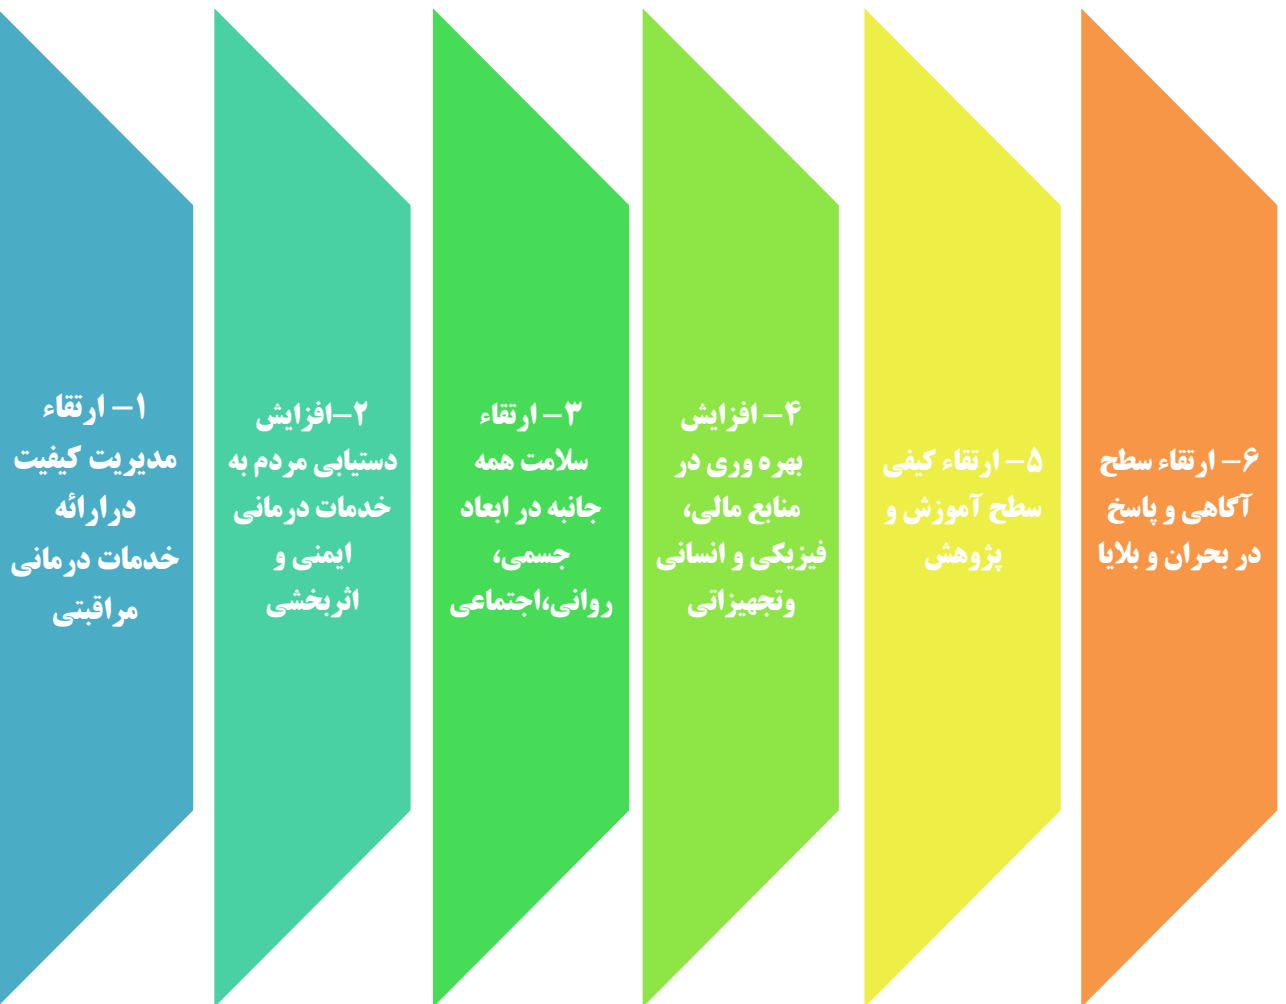 ۱- ارتقاء
مدیریت کیفیت
درارائه
خدمات درمانی
مراقبتی
۲-افزایش
دستیابی مردم به
خدمات درمانی
ایمنی و
اثربخشی
۳- ارتقاء
سلامت همه
جانبه در ابعاد
جسمی،
روانی،اجتماعی
۴- افزایش
بهره وری در
منابع مالی،
فیزیکی و انسانی
وتجهیزاتی
۵- ارتقاء کیفی
سطح آموزش و
پژوهش
۶- ارتقاء سطح
آگاهی و پاسخ
در بحران و بلایا